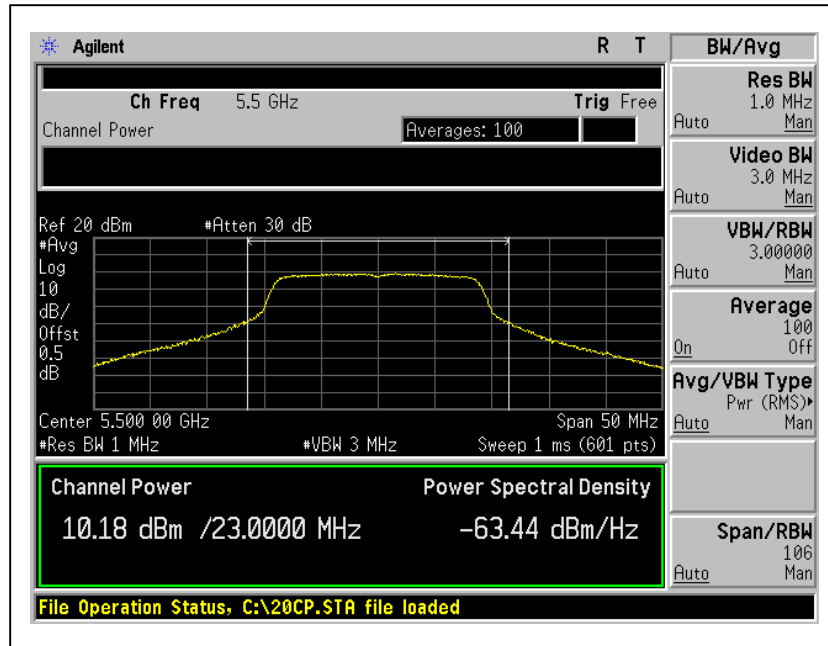 Agilent R T
BW/Avg
Ch Freq 5.5 GHz Trig Free
Channel Power Averages: 100
Ref 20 dBm #Atten 30 dB
#Avg
Log
10
dB/
Offst
0.5
dB
Center 5.500 00 GHz Span 50 MHz
#Res BW 1 MHz #VBW 3 MHz Sweep 1 ms (601 pts)
Channel Power Power Spectral Density
10.18 dBm /23.0000 MHz -63.44 dBm/Hz
File Operation Status, C:\20CP.STA file loaded
Res BW
1.0 MHz
Auto Man
Video BW
3.0 MHz
Auto Man
VBW/RBW
3.00000
Auto Man
Average
100
On Off
Avg/VBW Type
Pwr (RMS)▸
Auto Man
Span/RBW
106
Auto Man